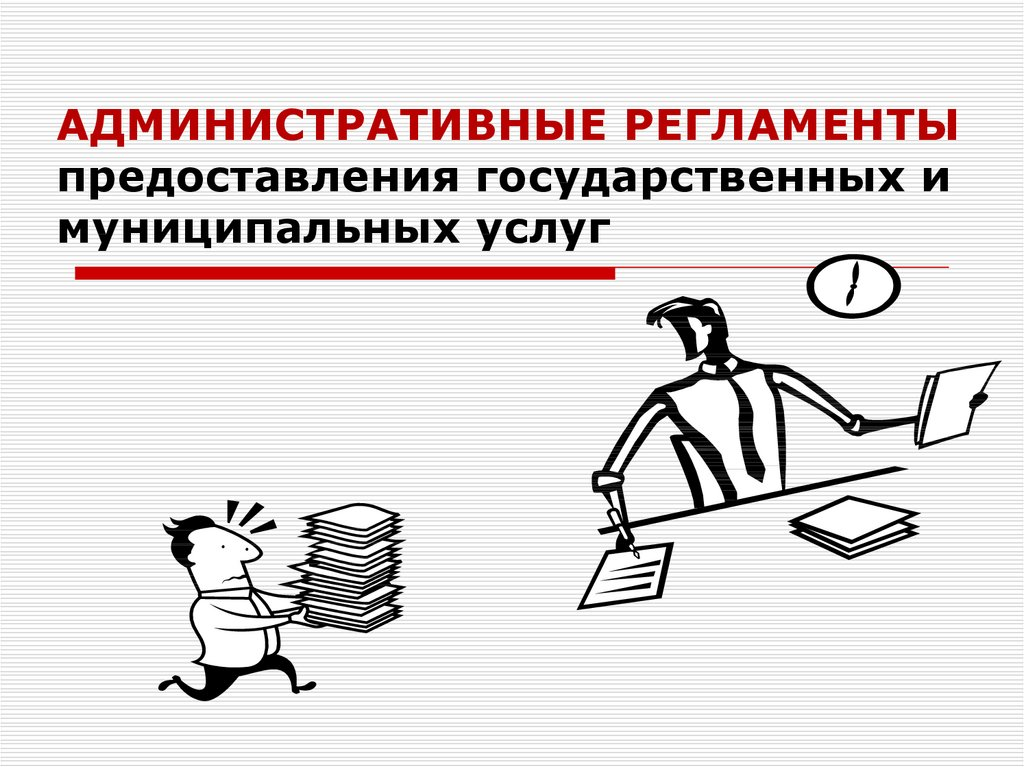 АДМИНИСТРАТИВНЫЕ РЕГЛАМЕНТЫ
предоставления государственных и
муниципальных услуг